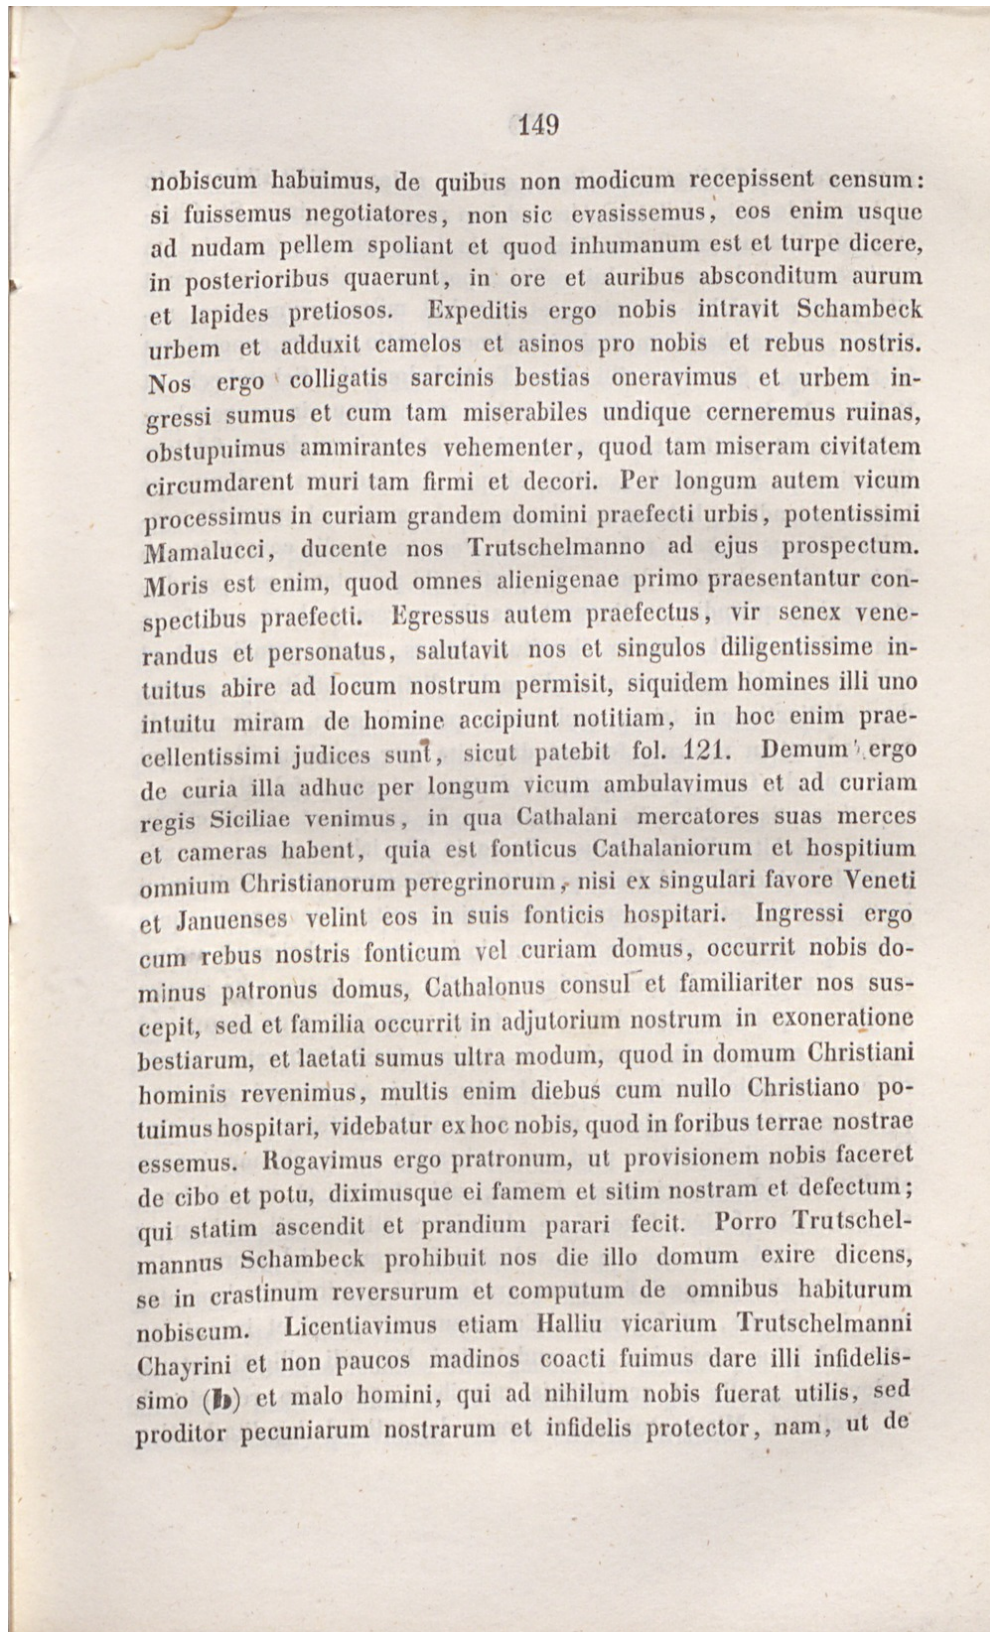 149
nobiscum habuimus, de quibus non modicum recepissent censum:
si fuissemus negotiatores, non sic evasissemus, eos enim usque
ad nudam pellem spoliant et quod inhumanum est et turpe dicere,
in posterioribus quaerunt, in ore et auribus absconditum aurum
et lapides pretiosos. Expeditis ergo nobis intravit Schambeck
urbem et adduxit camelos et asinos pro nobis et rebus nostris.
Nos ergo colligatis sarcinis bestias oneravimus et urbem in-
gressi sumus et cum tam miserabiles undique cerneremus ruinas,
obstupuimus ammirantes vehementer, quod tam miseram civitatem
circumdarent muri tam firmi et decori. Per longum autem vicum
processimus in curiam grandem domini praefecti urbis, potentissimi
Mamalucci, ducente nos Trutschelmanno ad ejus prospectum.
Moris est enim, quod omnes alienigenae primo praesentantur con-
spectibus praefecti. Egressus autem praefectus, vir senex vene-
randus et personatus, salutavit nos et singulos diligentissime in-
tuitus abire ad locum nostrum permisit, siquidem homines illi uno
intuitu miram de homine accipiunt notitiam, in hoc enim prae-
cellentissimi judices sunt, sicut patebit fol. 121. Demum ergo
de curia illa adhuc per longum vicum ambulavimus et ad curiam
regis Siciliae venimus, in qua Cathalani mercatores suas merces
et cameras habent, quia est fonticus Cathalaniorum et hospitium
omnium Christianorum peregrinorum, nisi ex singulari favore Veneti
et Januenses velint eos in suis fonticis hospitari. Ingressi ergo
cum rebus nostris fonticum vel curiam domus, occurrit nobis do-
minus patronus domus, Cathalonus consul et familiariter nos sus-
cepit, sed et familia occurrit in adjutorium nostrum in exoneratione
bestiarum, et laetati sumus ultra modum, quod in domum Christiani
hominis revenimus, multis enim diebus cum nullo Christiano po-
tuimus hospitari, videbatur ex hoc nobis, quod in foribus terrae nostrae
essemus. Rogavimus ergo pratronum, ut provisionem nobis faceret
de cibo et potu, diximusque ei famem et sitim nostram et defectum;
qui statim ascendit et prandium parari fecit. Porro Trutschel-
mannus Schambeck prohibuit nos die illo domum exire dicens,
se in crastinum reversurum et computum de omnibus habiturum
nobiscum. Licentiavimus etiam Halliu vicarium Trutschelmanni
Chayrini et non paucos madinos coacti fuimus dare illi infidelis-
simo (b) et malo homini, qui ad nihilum nobis fuerat utilis, sed
proditor pecuniarum nostrarum et infidelis protector, nam, ut de